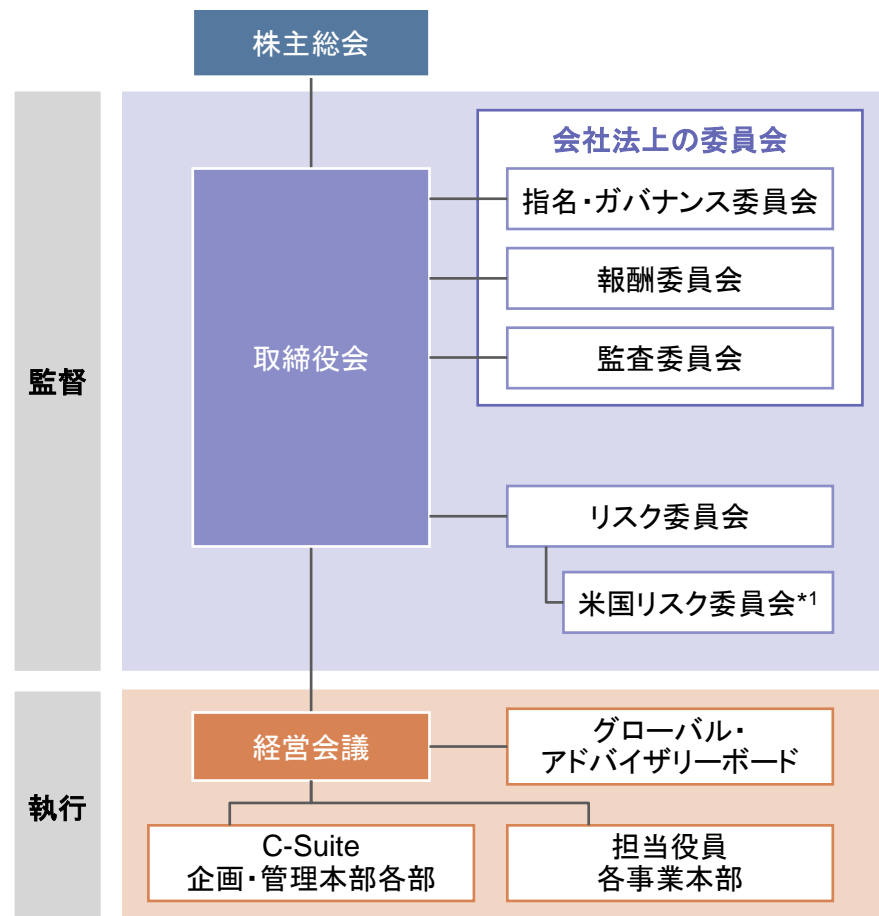 株主総会
監督
会社法上の委員会
指名・ガバナンス委員会
報酬委員会
取締役会
監査委員会
リスク委員会
米国リスク委員会*1
執行
経営会議
グローバル・
アドバイザリーボード
C-Suite
企画・管理本部各部
担当役員
各事業本部